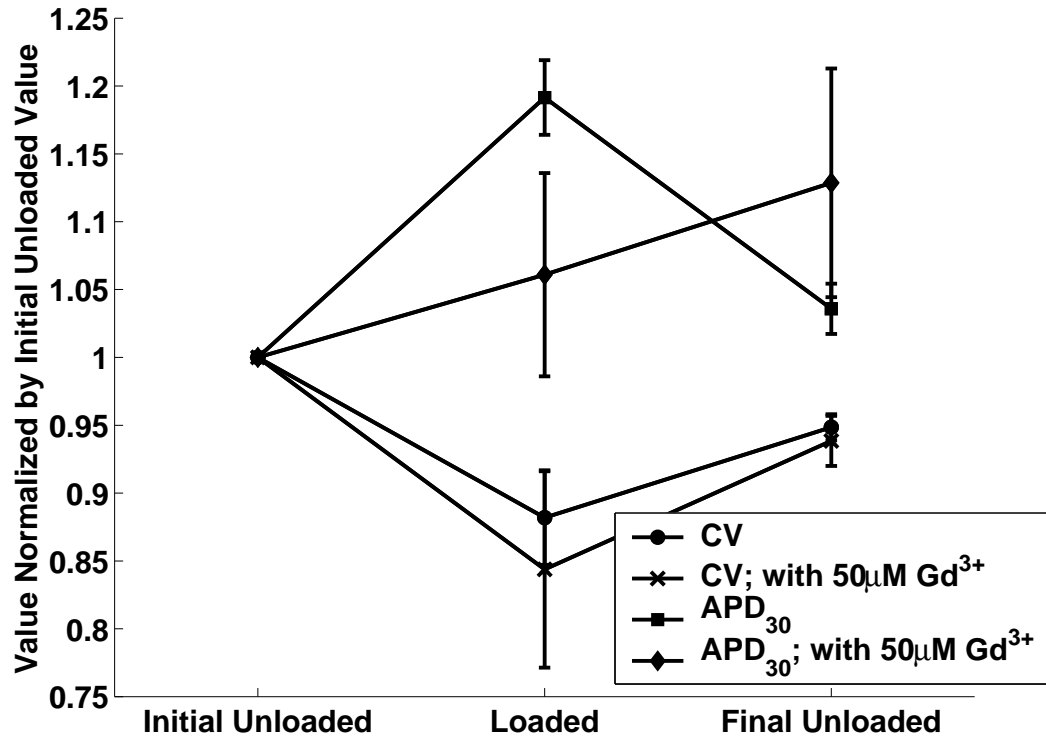 Value Normalized by Initial Unloaded Value
1.25
1.2
1.15
1.1
1.05
1
0.95
0.9
0.85
0.8
0.75
Initial Unloaded Loaded Final Unloaded
CV
CV; with 50μM Gd³⁺
APD₃₀
APD₃₀; with 50μM Gd³⁺